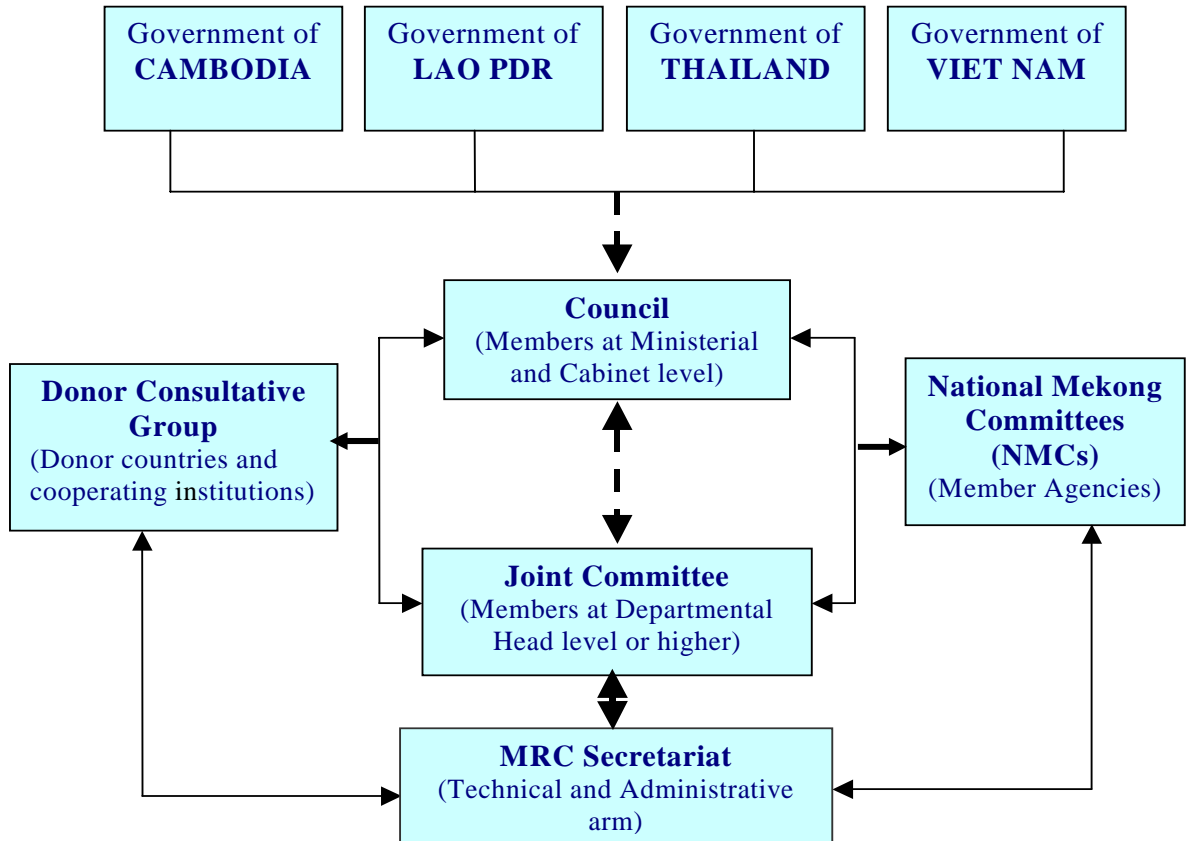 Government of
CAMBODIA
Government of
LAO PDR
Government of
THAILAND
Government of
VIET NAM
Council
(Members at Ministerial
and Cabinet level)
Donor Consultative
Group
(Donor countries and
cooperating institutions)
National Mekong
Committees
(NMCs)
(Member Agencies)
Joint Committee
(Members at Departmental
Head level or higher)
MRC Secretariat
(Technical and Administrative
arm)